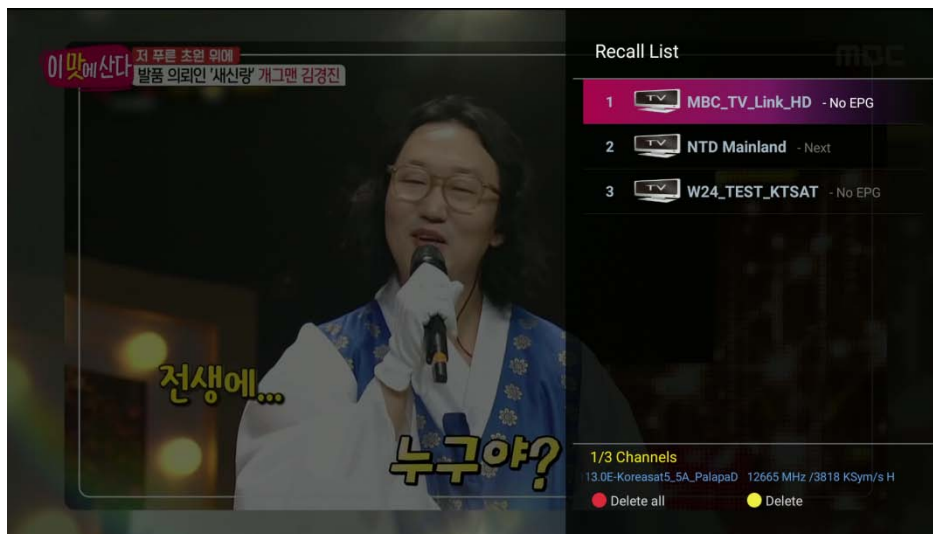 이 맛에 산다
저 푸른 초원 위에
발품 의뢰인 '새신랑' 개그맨 김경진
전생에...
누구야?
Recall List
MBC
1 TV MBC_TV_Link_HD - No EPG
2 TV NTD Mainland - Next
3 TV W24_TEST_KTSAT - No EPG
1/3 Channels
13.0E-Koreasat5_5A_PalapaD 12665 MHz /3818 KSym/s H
Delete all Delete